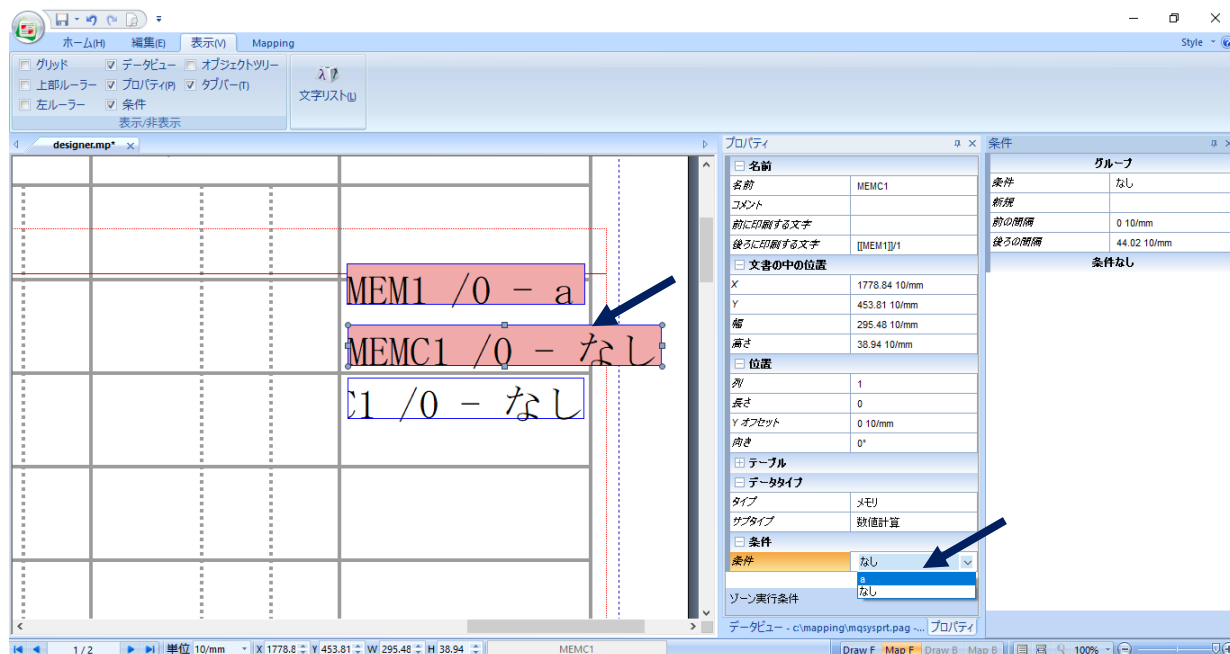 Style
ホーム(H) 編集(E) 表示(V) Mapping
グリッド データビュー オブジェクトツリー
上部ルーラー プロパティ(P) タブバー(T)
左ルーラー 条件
表示/非表示
文字リスト(L)
designer.mp*
MEM1 /0 - a
MEMC1 /0 - なし
C1 /0 - なし
プロパティ
名前
名前 MEMC1
コメント
前に印刷する文字
後ろに印刷する文字 [[MEM1]]/1
文書の中の位置
X 1778.84 10/mm
Y 453.81 10/mm
幅 295.48 10/mm
高さ 38.94 10/mm
位置
列 1
長さ 0
Y オフセット 0 10/mm
向き 0°
テーブル
データタイプ
タイプ メモリ
サブタイプ 数値計算
条件
条件 なし
a
なし
ゾーン実行条件
データビュー - c:\mapping\mqsysprt.pag -... プロパティ
条件
グループ
条件 なし
新規
前の間隔 0 10/mm
後ろの間隔 44.02 10/mm
条件なし
1 / 2 単位 10/mm X 1778.8 Y 453.81 W 295.48 H 38.94 MEMC1 Draw F Map F Draw B Map B 100%